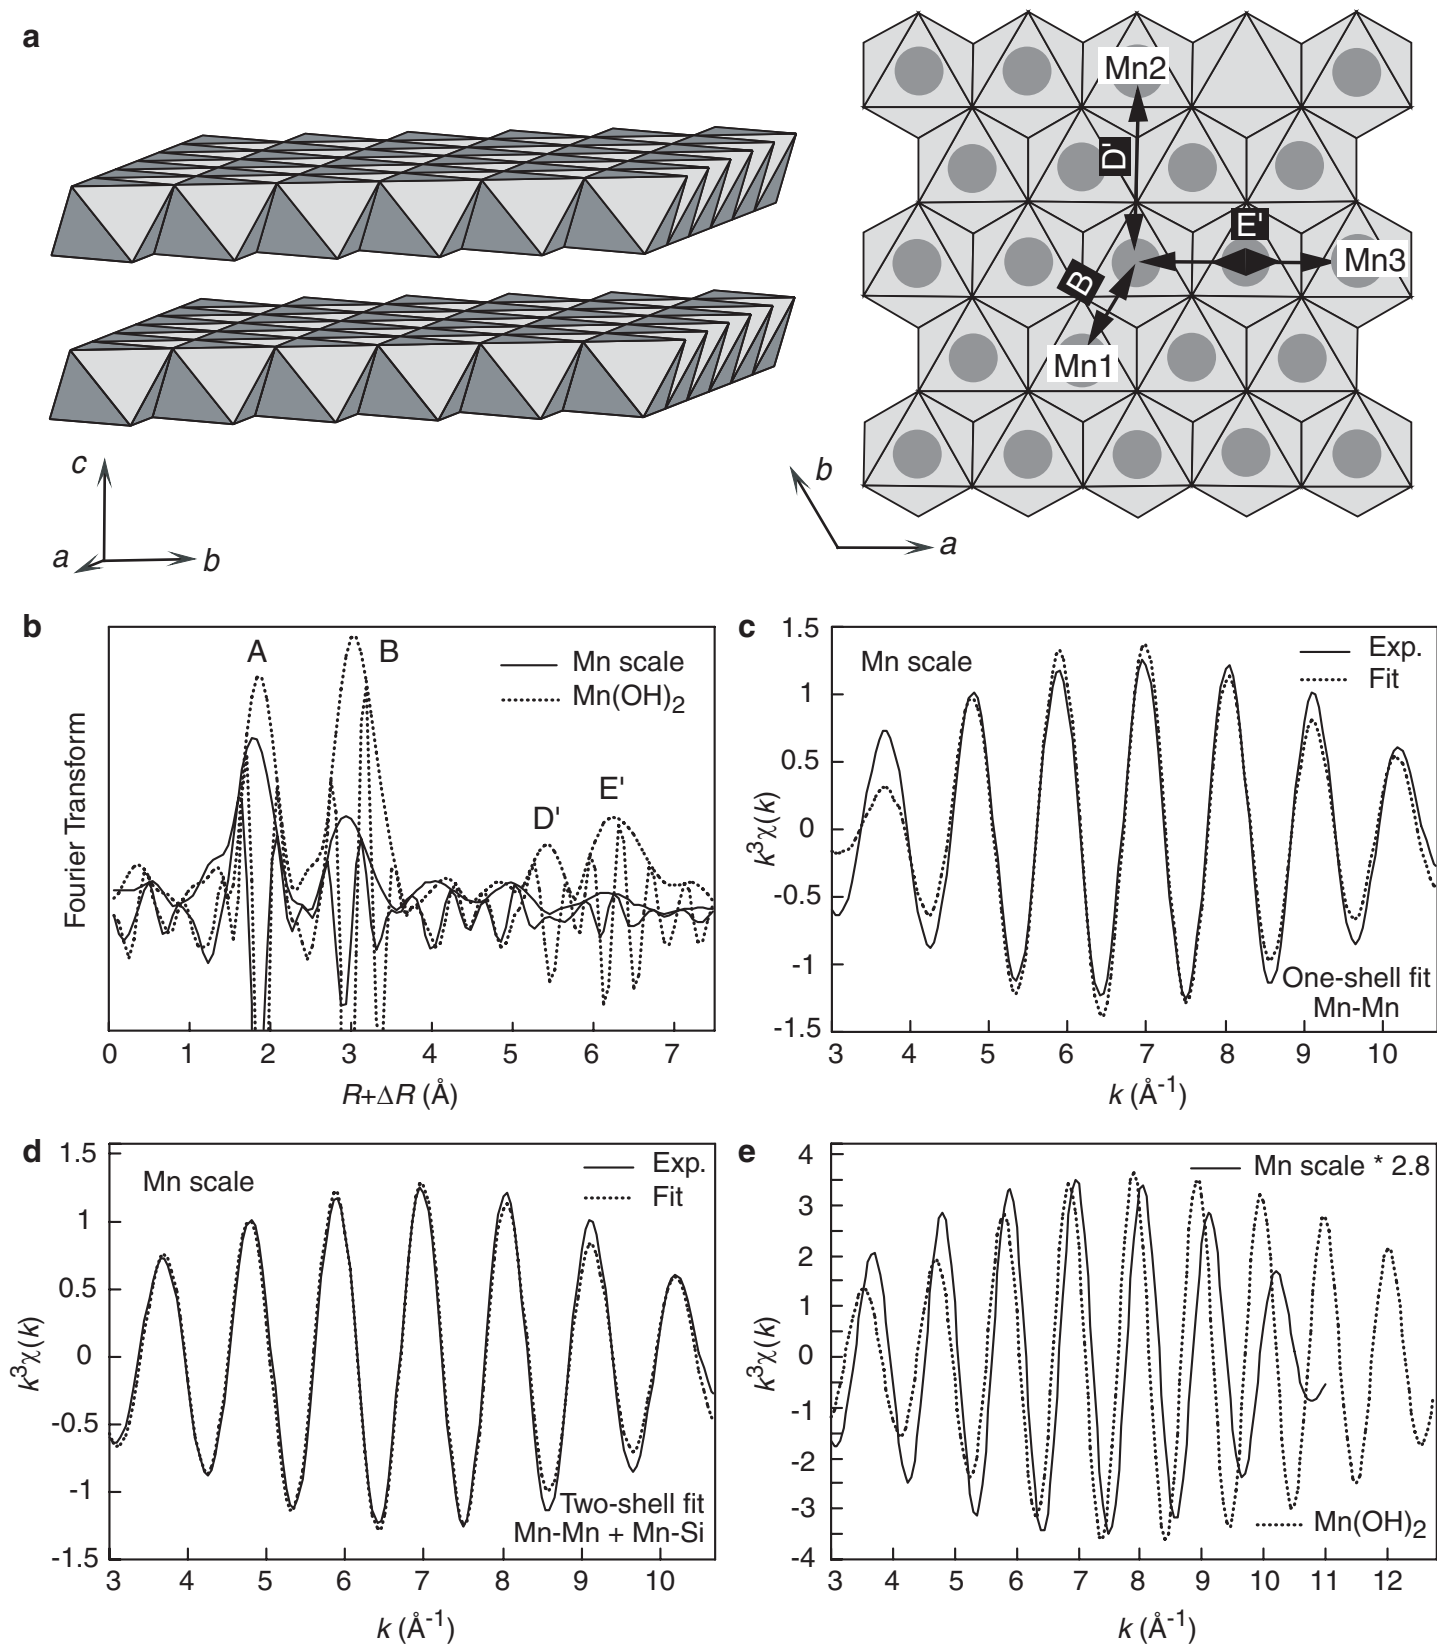 a
Mn2
D'
E'
Mn3
B
Mn1
c
a
b
b
a
b
A
B
Mn scale
Mn(OH)2
D'
E'
Fourier Transform
0 1 2 3 4 5 6 7
R+ΔR (Å)
c
Mn scale
Exp.
Fit
1.5
1
0.5
0
-0.5
-1
-1.5
k3χ(k)
One-shell fit
Mn-Mn
3 4 5 6 7 8 9 10
k (Å-1)
d
Mn scale
Exp.
Fit
1.5
1
0.5
0
-0.5
-1
-1.5
k3χ(k)
Two-shell fit
Mn-Mn + Mn-Si
3 4 5 6 7 8 9 10
k (Å-1)
e
Mn scale * 2.8
4
3
2
1
0
-1
-2
-3
-4
k3χ(k)
Mn(OH)2
3 4 5 6 7 8 9 10 11 12
k (Å-1)